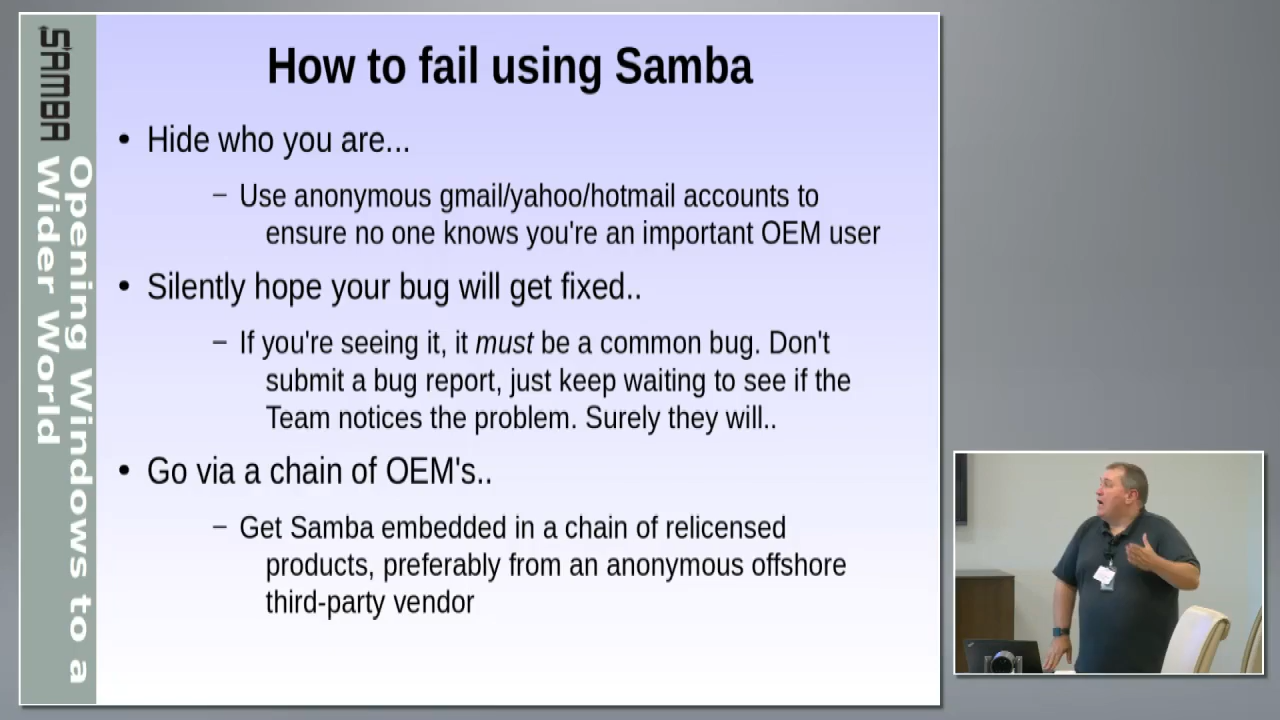 SAMBA
Opening Windows to a
Wider World
How to fail using Samba
• Hide who you are...
– Use anonymous gmail/yahoo/hotmail accounts to
ensure no one knows you're an important OEM user
• Silently hope your bug will get fixed..
– If you're seeing it, it must be a common bug. Don't
submit a bug report, just keep waiting to see if the
Team notices the problem. Surely they will..
• Go via a chain of OEM's..
– Get Samba embedded in a chain of relicensed
products, preferably from an anonymous offshore
third-party vendor